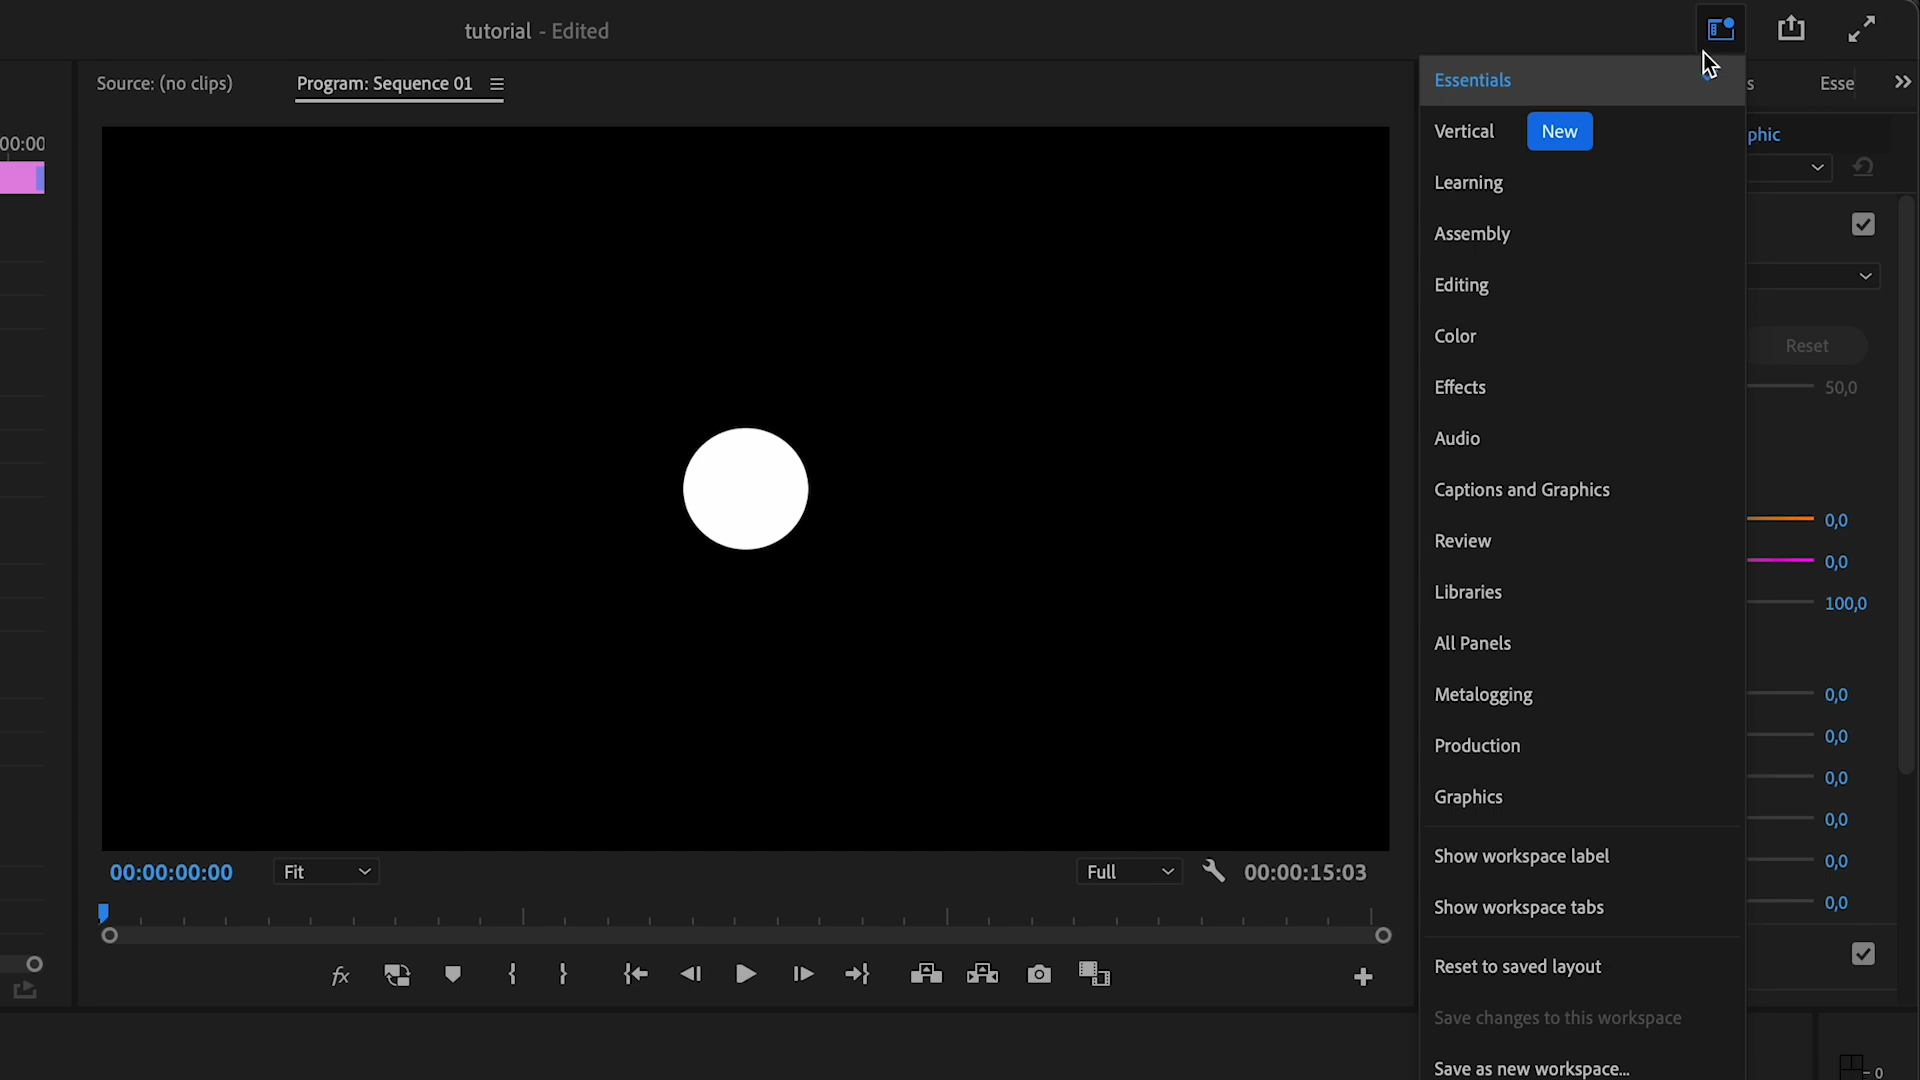 tutorial - Edited
Source: (no clips)
Program: Sequence 01
00:00
Essentials
Vertical New
Learning
Assembly
Editing
Color
Effects
Audio
Captions and Graphics
Review
Libraries
All Panels
Metalogging
Production
Graphics
Show workspace label
Show workspace tabs
Reset to saved layout
Save changes to this workspace
Save as new workspace...
s
Esse
phic
Reset
50,0
0,0
0,0
100,0
0,0
0,0
0,0
0,0
0,0
0,0
00:00:00:00
Fit
Full
00:00:15:03
fx
0